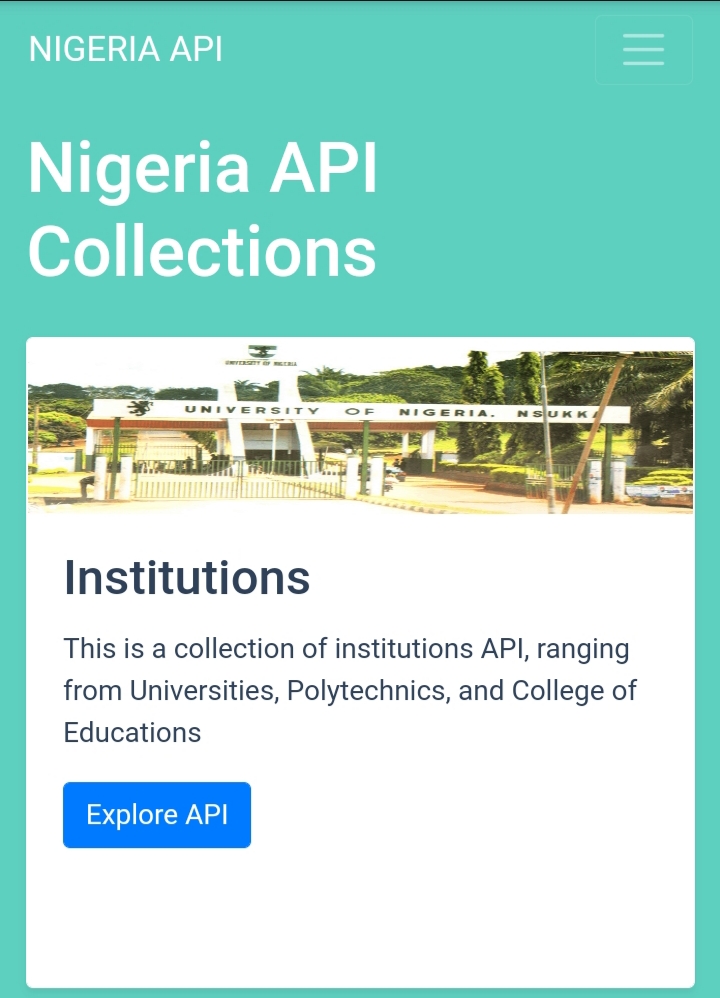 NIGERIA API
Nigeria API
Collections
UNIVERSITY OF NIGERIA
UNIVERSITY OF NIGERIA. NSUKKA
Institutions
This is a collection of institutions API, ranging
from Universities, Polytechnics, and College of
Educations
Explore API